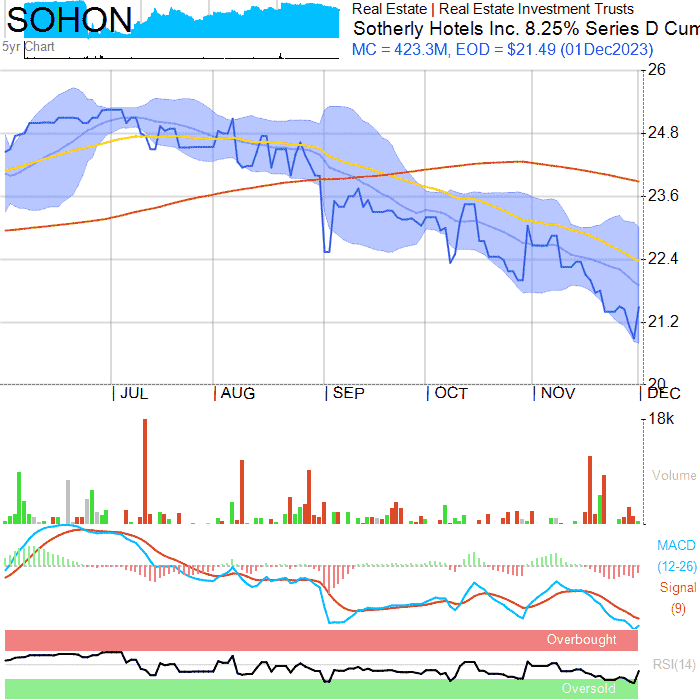 SOHON
5yr Chart
Real Estate | Real Estate Investment Trusts
Sotherly Hotels Inc. 8.25% Series D Cum
MC = 423.3M, EOD = $21.49 (01Dec2023)
26
24.8
23.6
22.4
21.2
20
JUL AUG SEP OCT NOV DEC
18k
Volume
MACD
(12-26)
Signal
(9)
Overbought
RSI(14)
Oversold